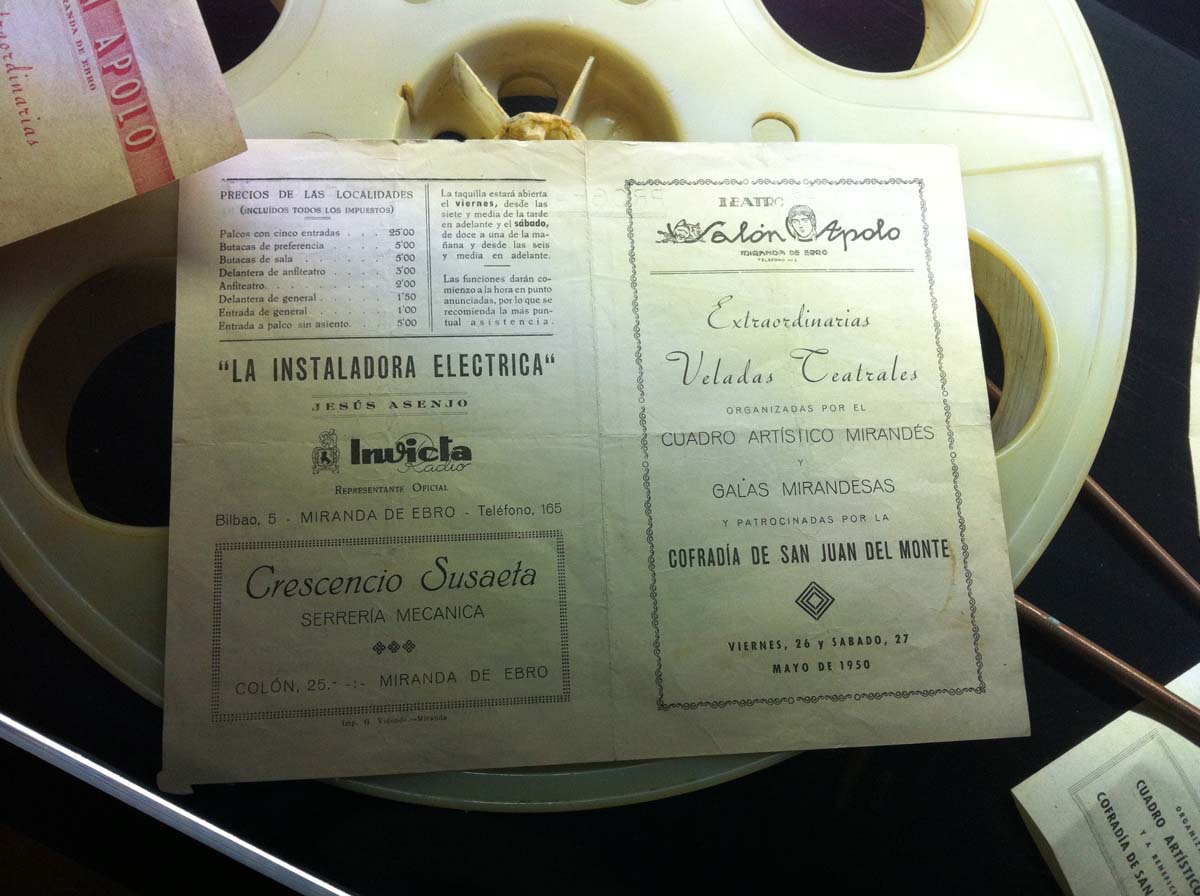 APOLO
RANDA DE EBRO
raordinarias
PRECIOS DE LAS LOCALIDADES
(INCLUÍDOS TODOS LOS IMPUESTOS)
Palcos con cinco entradas . . 25'00
Butacas de preferencia . . . 5'00
Butacas de sala . . . . 5'00
Delantera de anfiteatro . . . 3'00
Anfiteatro. . . . . . 2'00
Delantera de general . . . . 1'50
Entrada de general . . . . 1'00
Entrada a palco sin asiento. . . 5'00
La taquilla estará abierta
el viernes, desde las
siete y media de la tarde
en adelante y el sábado,
de doce a una de la ma-
ñana y desde las seis
y media en adelante.
Las funciones darán co-
mienzo a la hora en punto
anunciadas, por lo que se
recomienda la más pun-
tual asistencia.
"LA INSTALADORA ELECTRICA"
JESÚS ASENJO
Invicta
Radio
REPRESENTANTE OFICIAL
Bilbao, 5 - MIRANDA DE EBRO - Teléfono, 165
Crescencio Susaeta
SERRERÍA MECANICA
COLÓN, 25.- -:- MIRANDA DE EBRO
Imp. G. Vidondo.—Miranda
TEATRO
Salón Apolo
MIRANDA DE EBRO
Extraordinarias
Veladas Teatrales
ORGANIZADAS POR EL
CUADRO ARTÍSTICO MIRANDÉS
Y
GALAS MIRANDESAS
Y PATROCINADAS POR LA
COFRADÍA DE SAN JUAN DEL MONTE
VIERNES, 26 y SABADO, 27
MAYO DE 1950
ORGANIZ
CUADRO ARTÍSTIC
Y A BENEFIC
COFRADÍA DE SAN